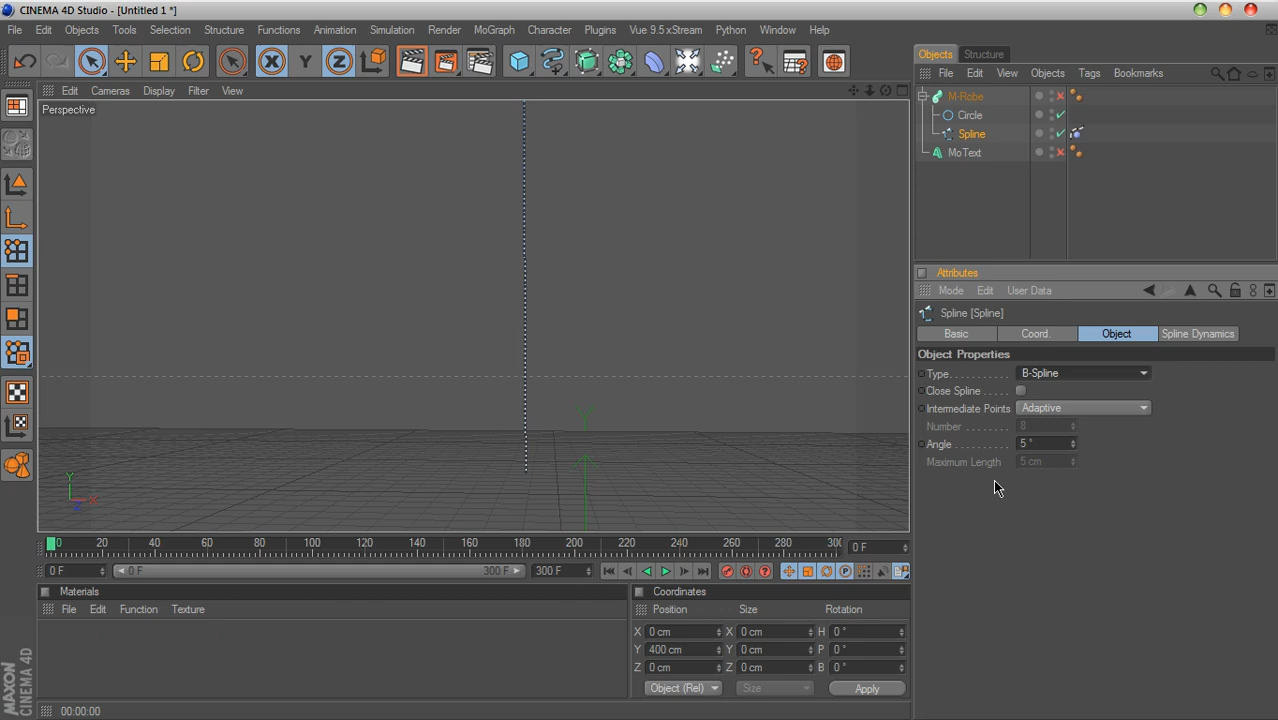 CINEMA 4D Studio - [Untitled 1 *]
File Edit Objects Tools Selection Structure Functions Animation Simulation Render MoGraph Character Plugins Vue 9.5 xStream Python Window Help
Objects Structure
File Edit View Objects Tags Bookmarks
M-Robe
Circle
Spline
MoText
Edit Cameras Display Filter View
Perspective
Y
X
Z
Y
Attributes
Mode Edit User Data
Spline [Spline]
Basic Coord. Object Spline Dynamics
Object Properties
Type B-Spline
Close Spline
Intermediate Points Adaptive
Number 8
Angle 5 °
Maximum Length 5 cm
0 20 40 60 80 100 120 140 160 180 200 220 240 260 280 30
0 F
0 F 0 F 300 F 300 F
Materials
File Edit Function Texture
Coordinates
Position Size Rotation
X 0 cm X 0 cm H 0 °
Y 400 cm Y 0 cm P 0 °
Z 0 cm Z 0 cm B 0 °
Object (Rel) Size Apply
MAXON
CINEMA 4D
00:00:00